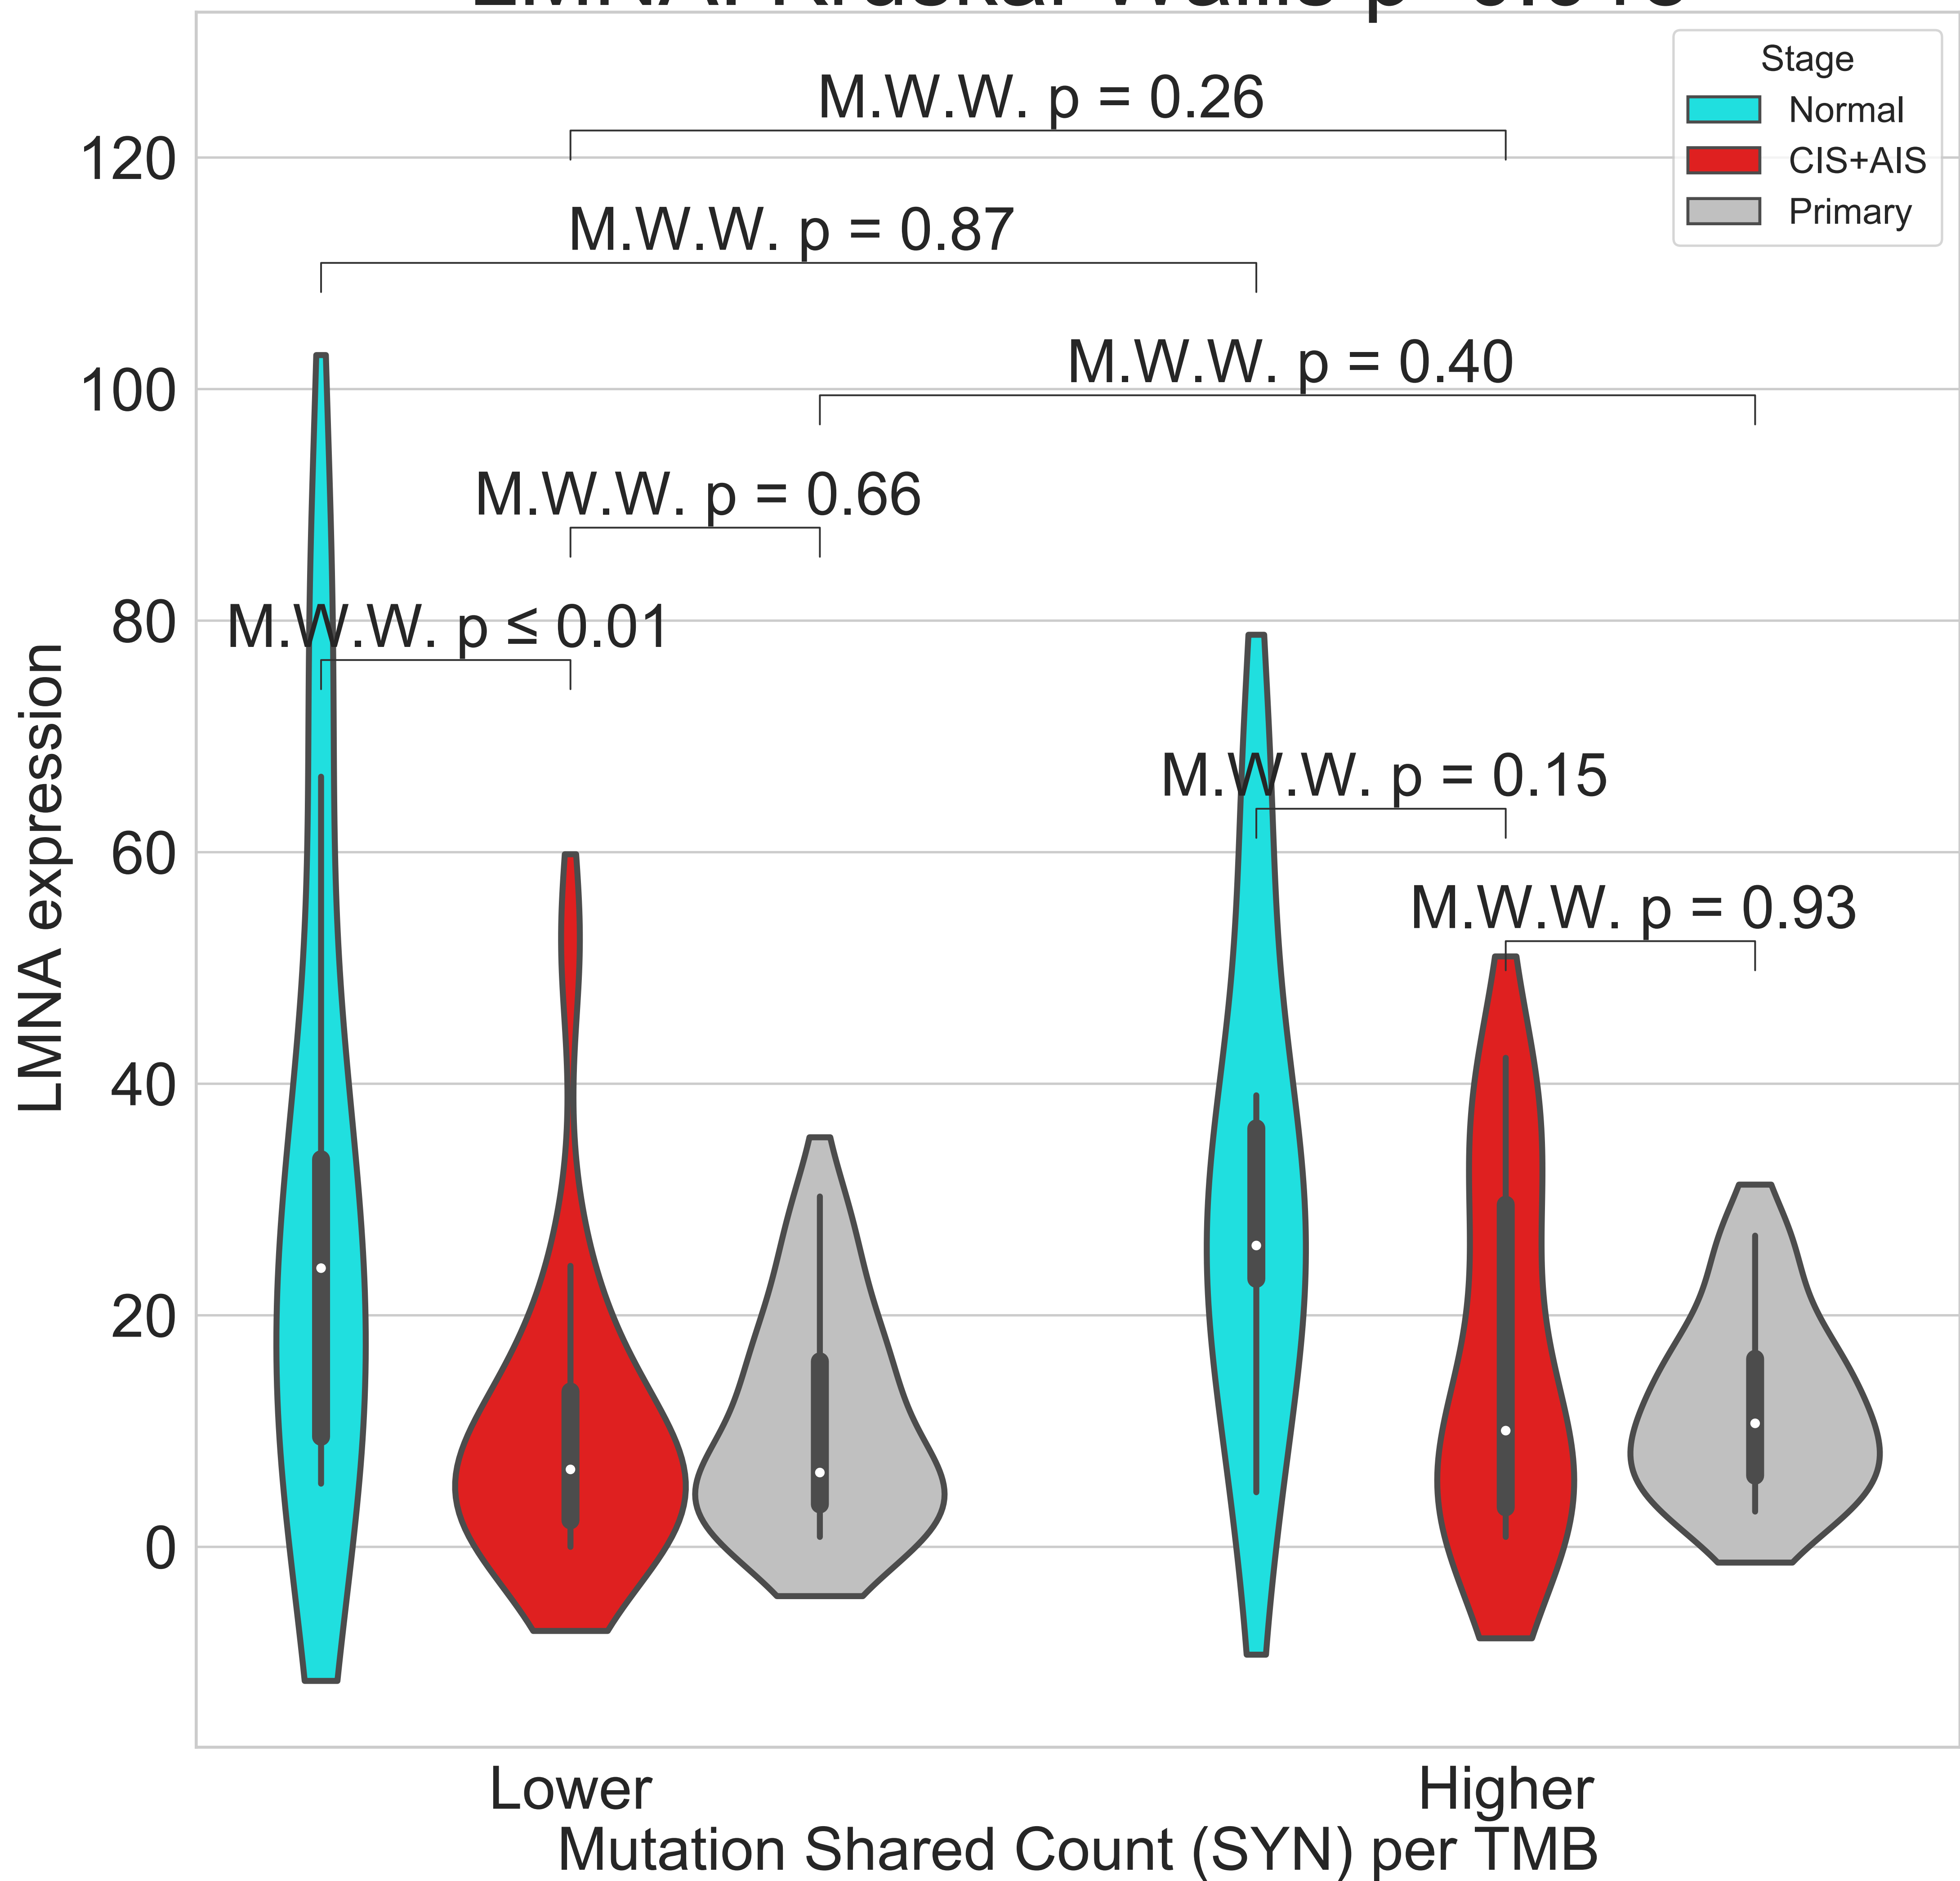 Stage
Normal
CIS+AIS
Primary
M.W.W. p = 0.26
M.W.W. p = 0.87
M.W.W. p = 0.40
M.W.W. p = 0.66
M.W.W. p ≤ 0.01
M.W.W. p = 0.15
M.W.W. p = 0.93
120
100
80
60
40
20
0
LMNA expression
Lower
Higher
Mutation Shared Count (SYN) per TMB